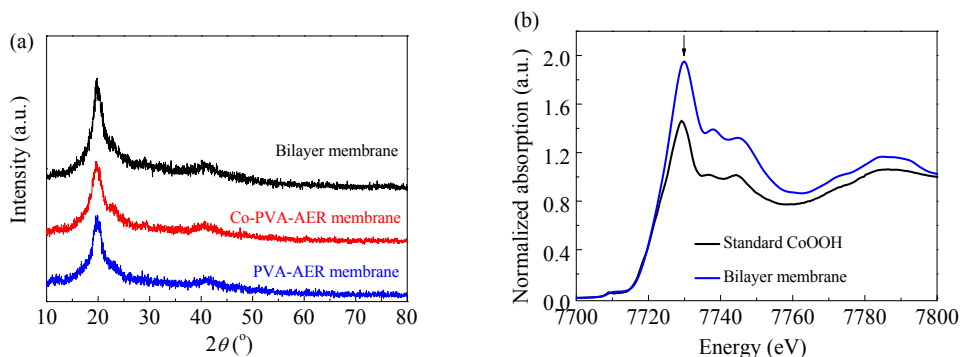 (a)
Intensity (a.u.)
Bilayer membrane
Co-PVA-AER membrane
PVA-AER membrane
10 20 30 40 50 60 70 80
2θ (°)
(b)
Normalized absorption (a.u.)
2.0
1.6
1.2
0.8
0.4
0.0
Standard CoOOH
Bilayer membrane
7700 7720 7740 7760 7780 7800
Energy (eV)